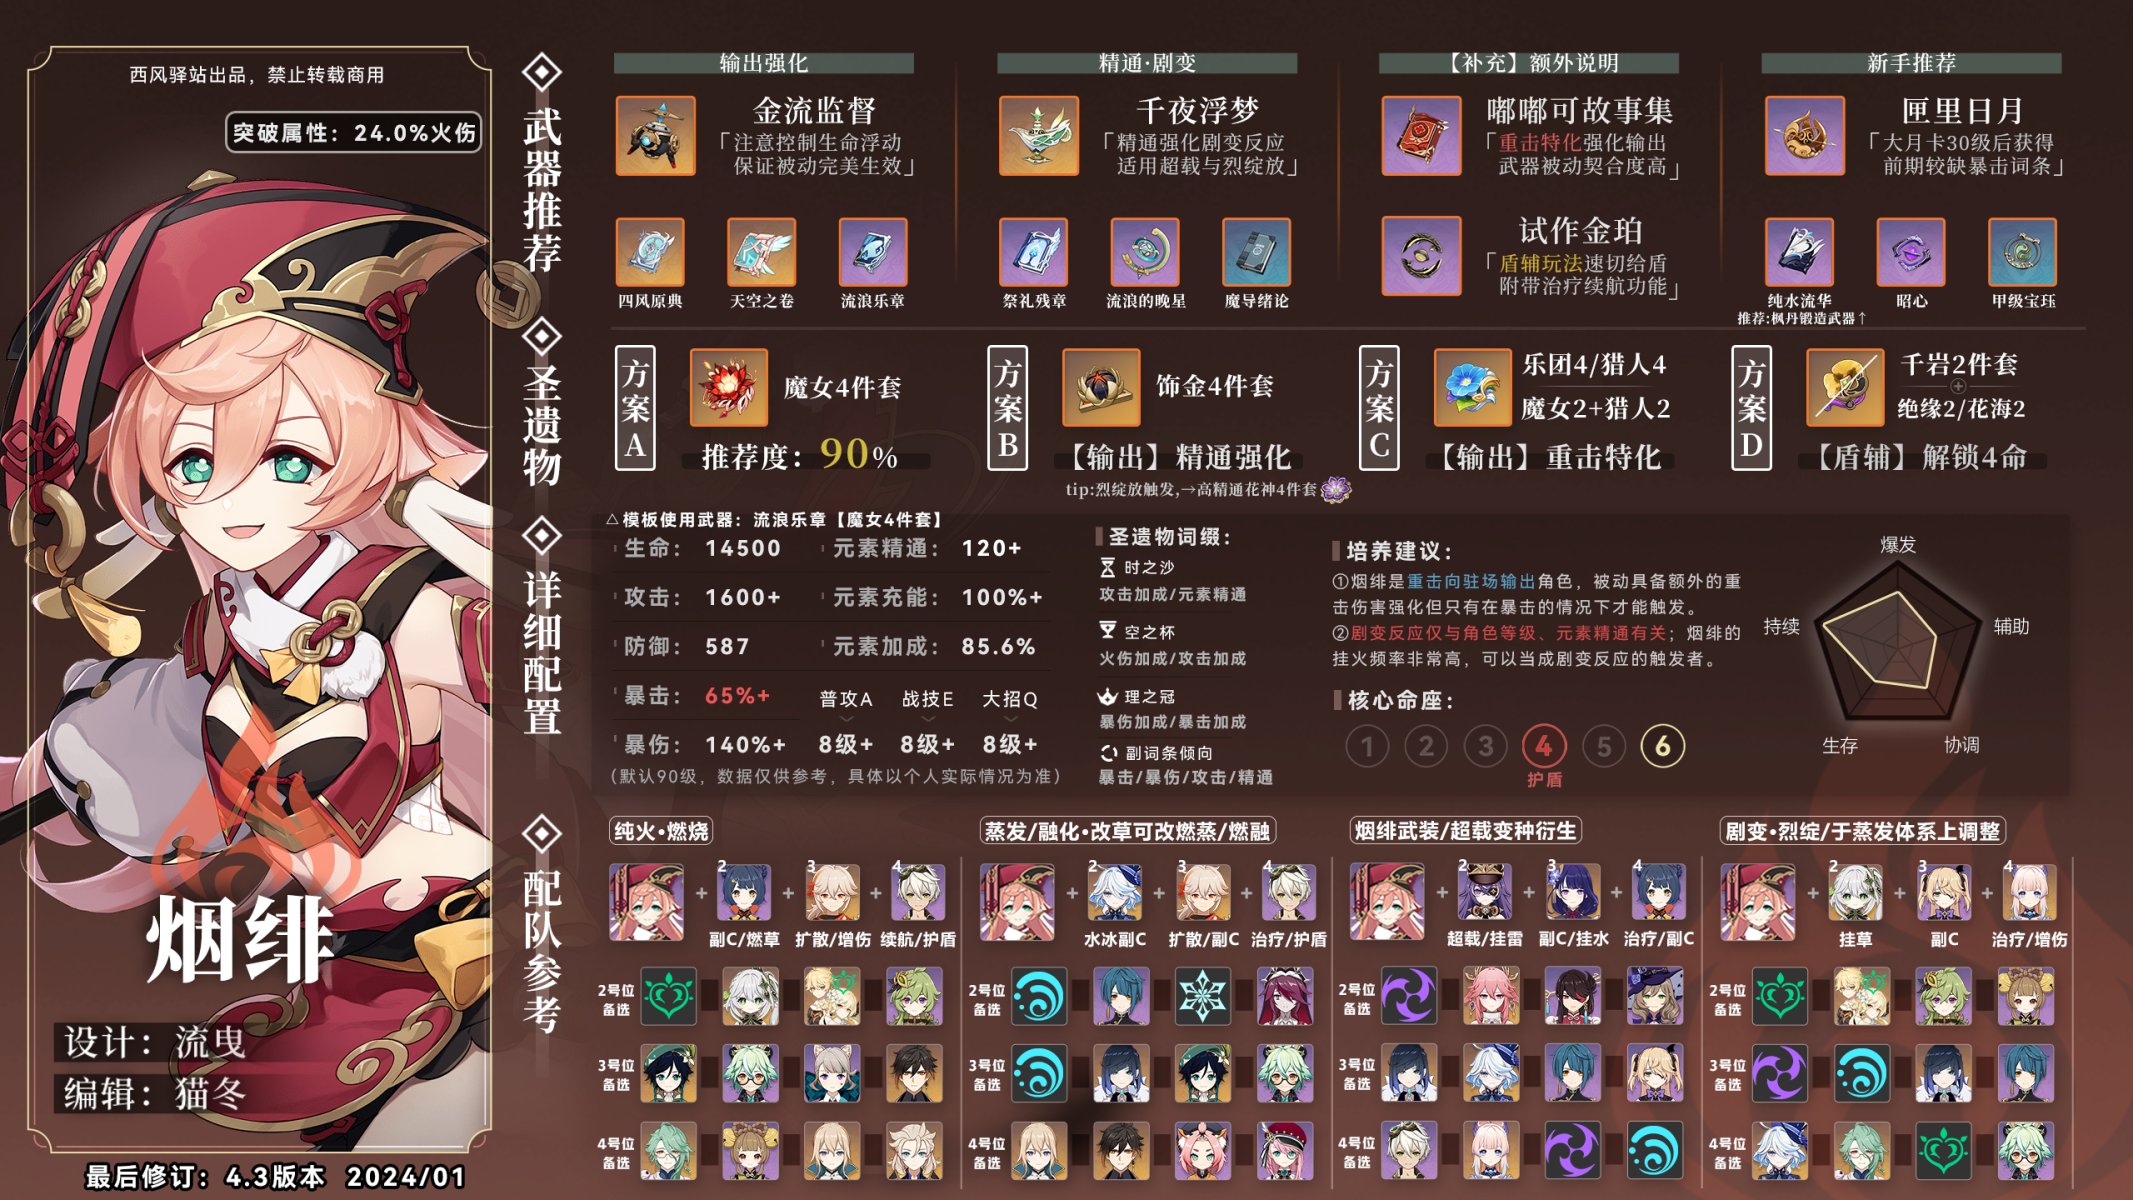 西风驿站出品，禁止转载商用
突破属性：24.0%火伤
烟绯
设计：流曳
编辑：猫冬
最后修订：4.3版本 2024/01
武器推荐
输出强化
金流监督
「注意控制生命浮动
保证被动完美生效」
四风原典
天空之卷
流浪乐章
精通·剧变
千夜浮梦
「精通强化剧变反应
适用超载与烈绽放」
祭礼残章
流浪的晚星
魔导绪论
【补充】额外说明
嘟嘟可故事集
「重击特化强化输出
武器被动契合度高」
试作金珀
「盾辅玩法速切给盾
附带治疗续航功能」
新手推荐
匣里日月
「大月卡30级后获得
前期较缺暴击词条」
纯水流华
推荐:枫丹锻造武器↑
昭心
甲级宝珏
圣遗物
方案A
魔女4件套
推荐度：90%
方案B
饰金4件套
【输出】精通强化
tip:烈绽放触发,→高精通花神4件套
方案C
乐团4/猎人4
魔女2+猎人2
【输出】重击特化
方案D
千岩2件套
绝缘2/花海2
【盾辅】解锁4命
详细配置
△模板使用武器：流浪乐章【魔女4件套】
生命：14500
元素精通：120+
攻击：1600+
元素充能：100%+
防御：587
元素加成：85.6%
暴击：65%+
普攻A 战技E 大招Q
暴伤：140%+
8级+ 8级+ 8级+
(默认90级，数据仅供参考，具体以个人实际情况为准)
圣遗物词缀：
时之沙
攻击加成/元素精通
空之杯
火伤加成/攻击加成
理之冠
暴伤加成/暴击加成
副词条倾向
暴击/暴伤/攻击/精通
培养建议：
①烟绯是重击向驻场输出角色，被动具备额外的重
击伤害强化但只有在暴击的情况下才能触发。
②剧变反应仅与角色等级、元素精通有关；烟绯的
挂火频率非常高，可以当成剧变反应的触发者。
核心命座：
1 2 3 4 5 6
护盾
爆发
持续
辅助
生存
协调
配队参考
纯火·燃烧
+ 2 + 3 + 4
副C/燃草 扩散/增伤 续航/护盾
2号位
备选
3号位
备选
4号位
备选
蒸发/融化·改草可改燃蒸/燃融
+ 2 + 3 + 4
水冰副C 扩散/副C 治疗/护盾
2号位
备选
3号位
备选
4号位
备选
烟绯武装/超载变种衍生
+ 2 + 3 + 4
超载/挂雷 副C/挂水 治疗/副C
2号位
备选
3号位
备选
4号位
备选
剧变·烈绽/于蒸发体系上调整
+ 2 + 3 + 4
挂草 副C 治疗/增伤
2号位
备选
3号位
备选
4号位
备选